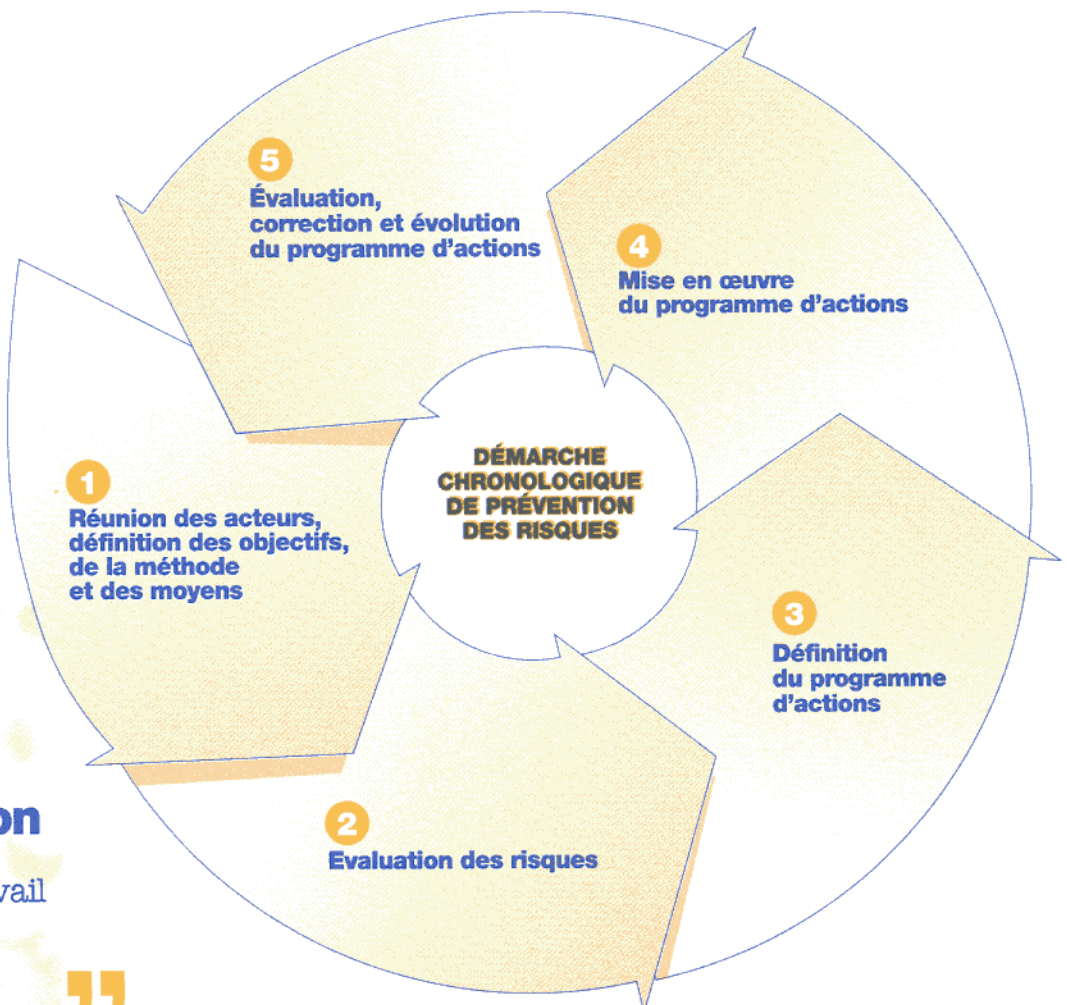 DÉMARCHE
CHRONOLOGIQUE
DE PRÉVENTION
DES RISQUES
1
Réunion des acteurs,
définition des objectifs,
de la méthode
et des moyens
2
Evaluation des risques
3
Définition
du programme
d'actions
4
Mise en œuvre
du programme d'actions
5
Évaluation,
correction et évolution
du programme d'actions
on
vail
”